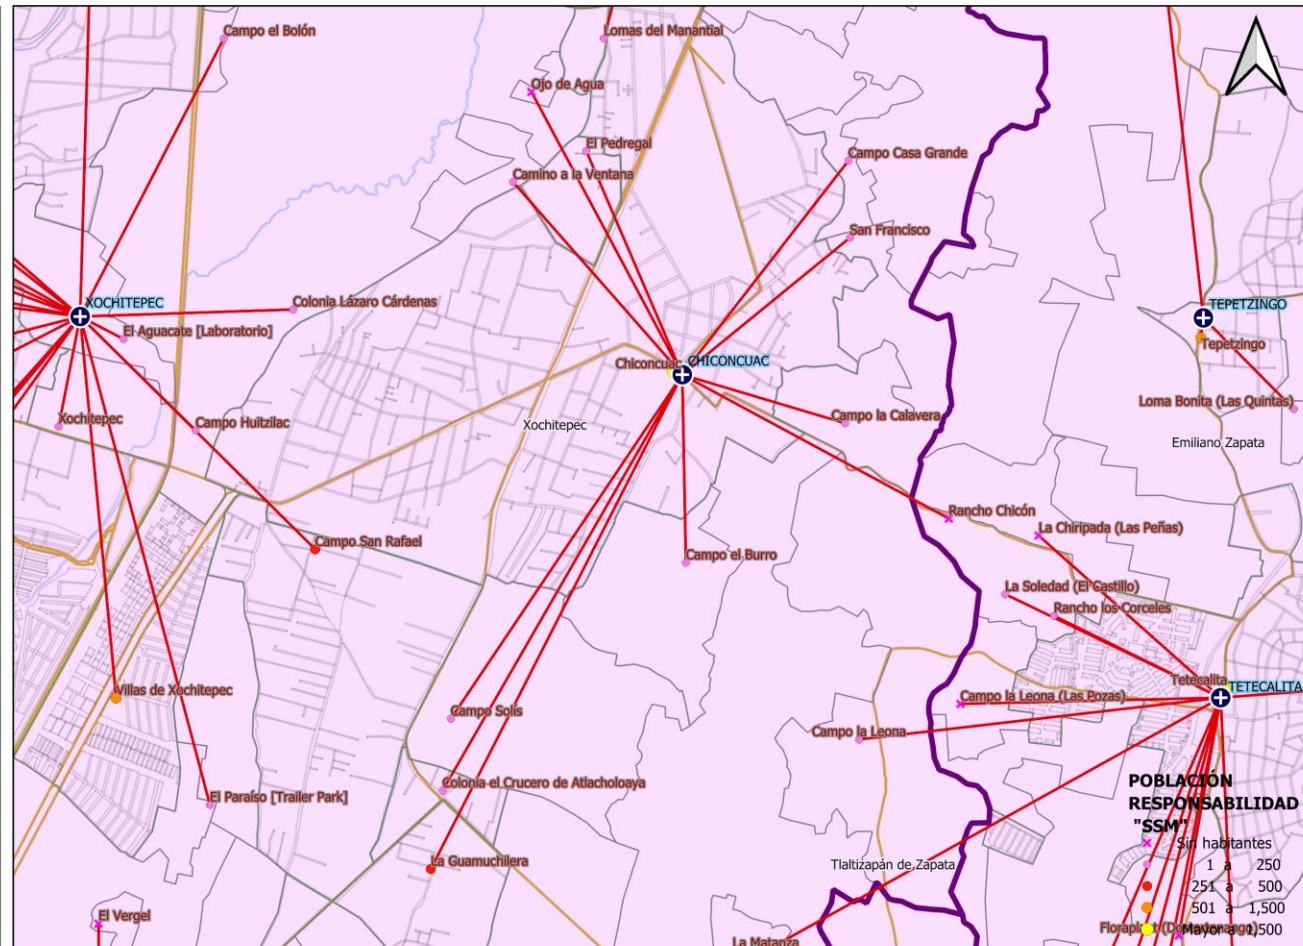 Campo el Bolón
Lomas del Manantial
Ojo de Agua
El Pedregal
Camino a la Ventana
Campo Casa Grande
San Francisco
XOCHITEPEC
Colonia Lázaro Cárdenas
El Aguacate [Laboratorio]
TEPETZINGO
Tepetzingo
Chiconcuac
CHICONCUAC
Loma Bonita (Las Quintas)
Xochitepec
Campo Huitzilac
Xochitepec
Campo la Calavera
Emiliano Zapata
Rancho Chicón
La Chiripada (Las Peñas)
Campo San Rafael
Campo el Burro
La Soledad (El Castillo)
Rancho los Corceles
Villas de Xochitepec
Tetecalita
TETECALITA
Campo la Leona (Las Pozas)
Campo Solís
Campo la Leona
Colonia el Crucero de Atlacholoaya
El Paraíso [Trailer Park]
POBLACIÓN
RESPONSABILIDAD
"SSM"
Sin habitantes
1 a 250
251 a 500
501 a 1,500
Mayor a 1,500
La Guamuchilera
Tlaltizapán de Zapata
El Vergel
La Matanza